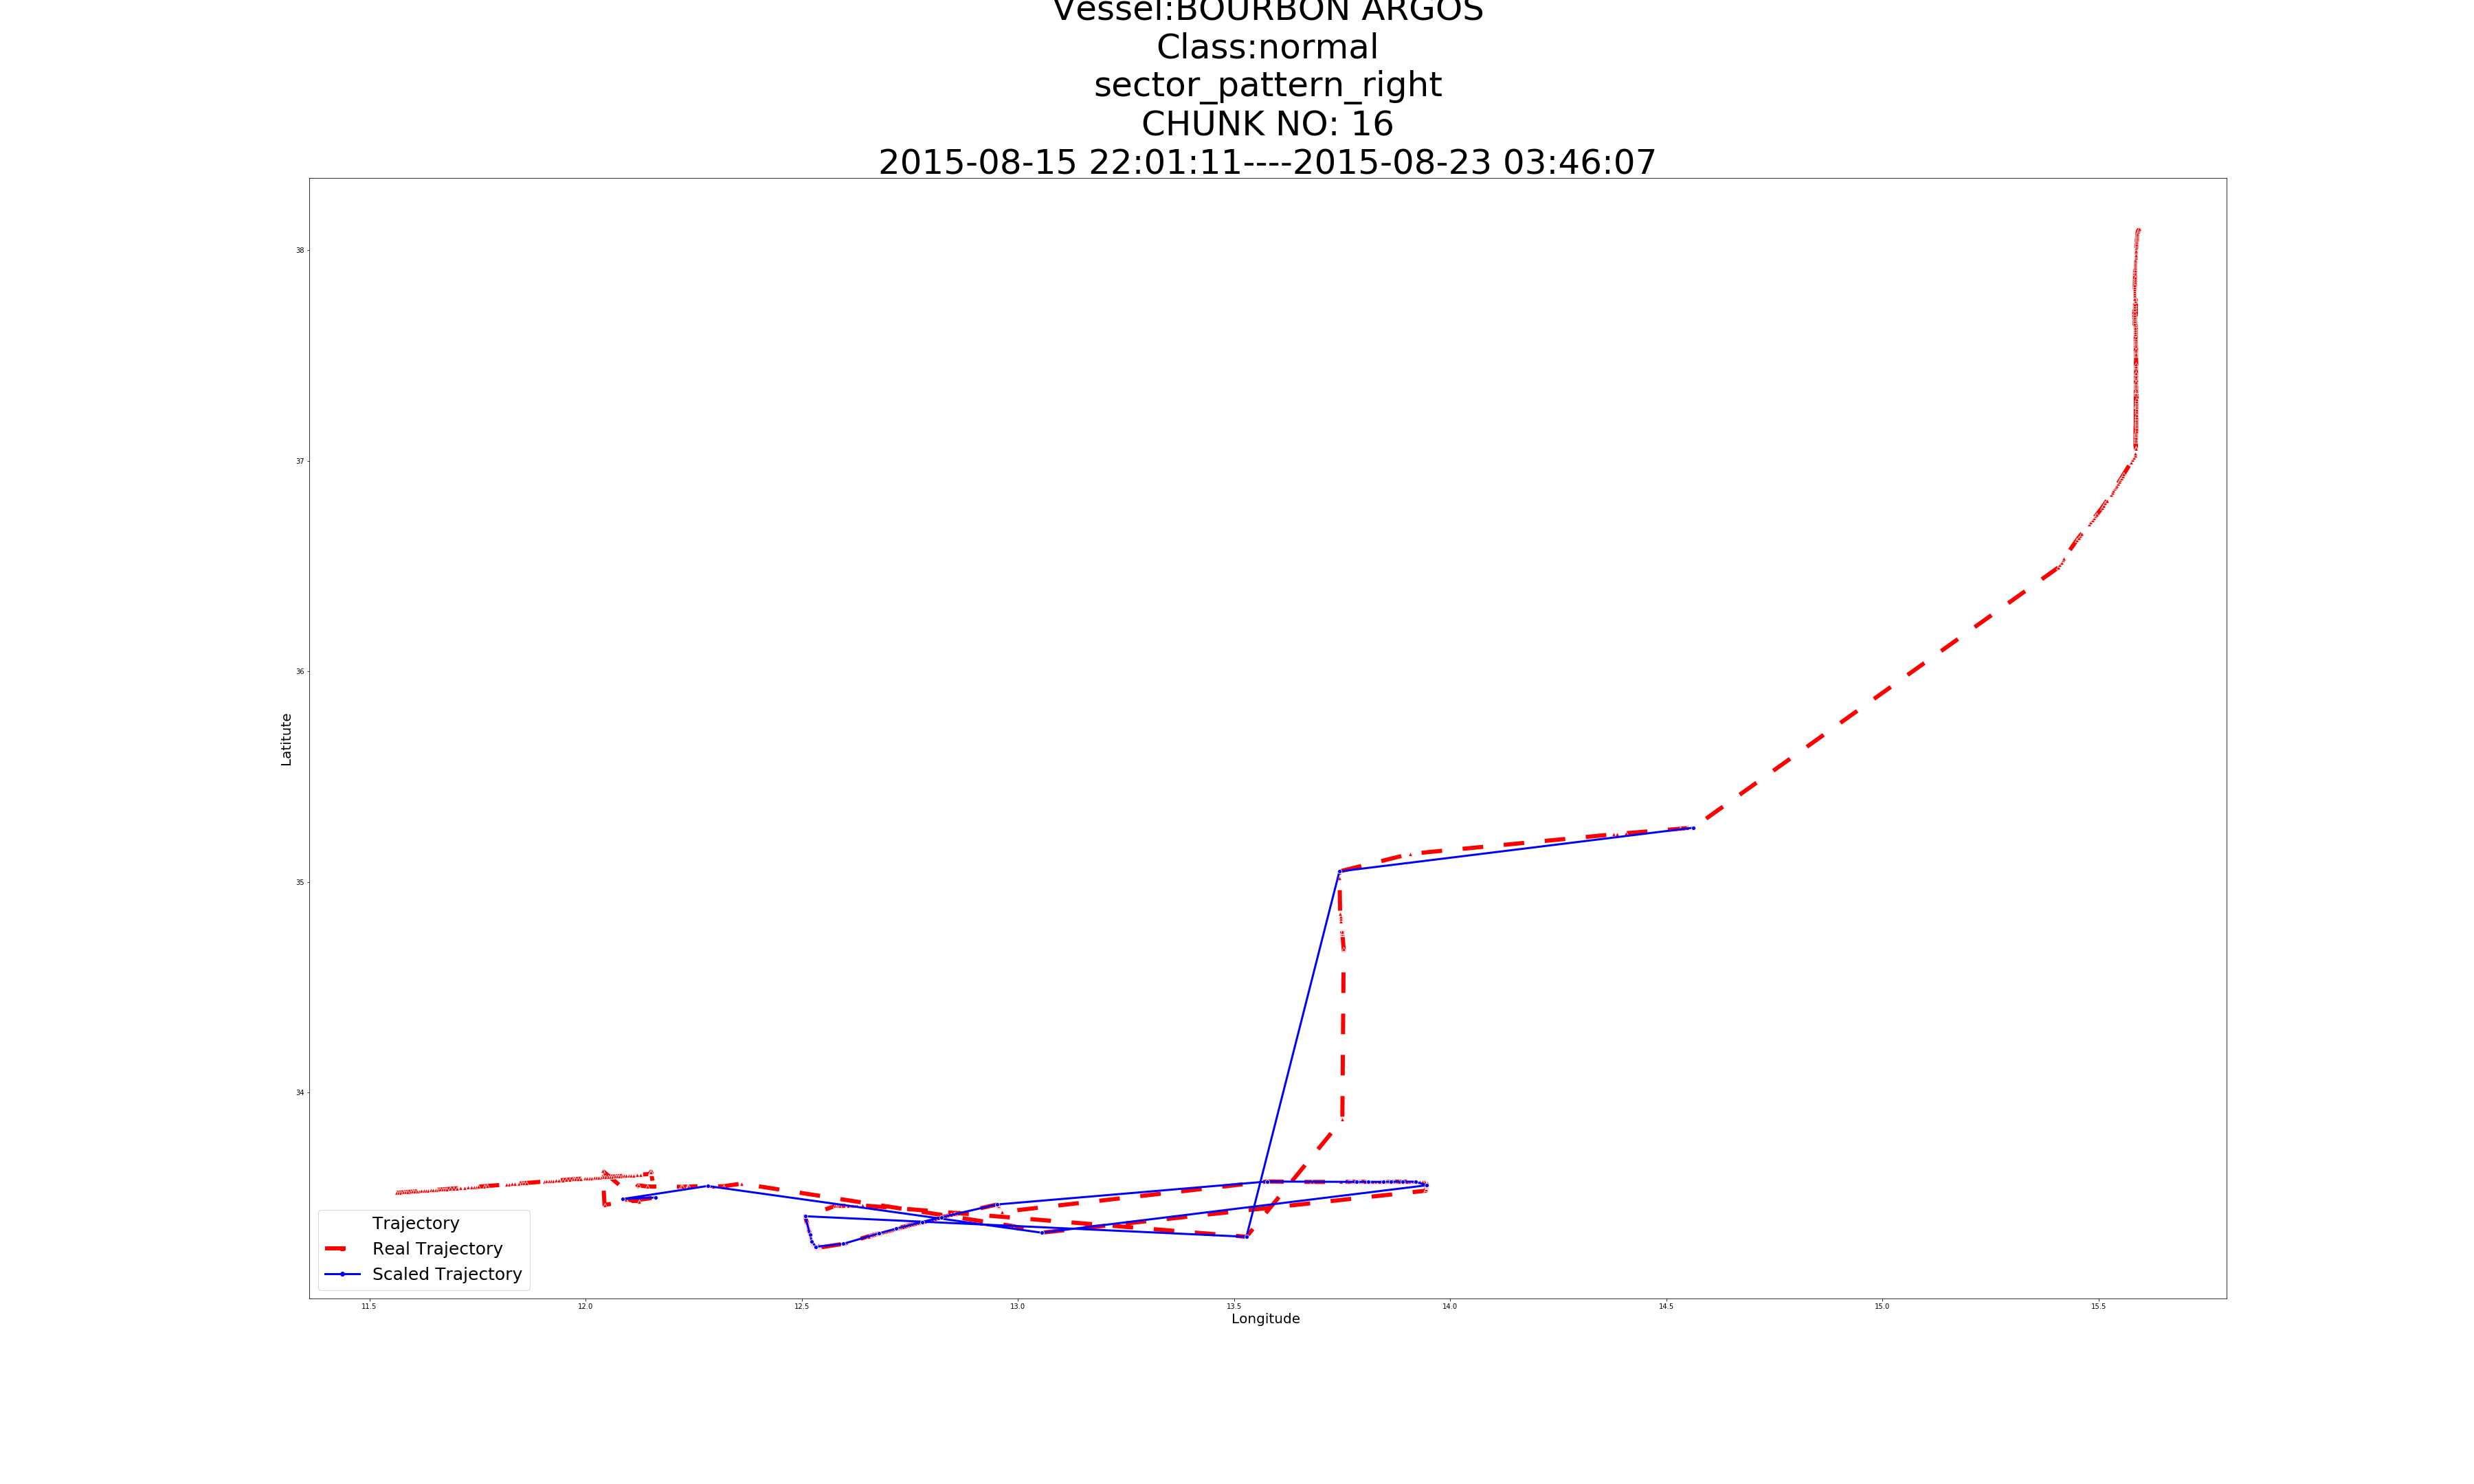 Vessel:BOURBON ARGOS
Class:normal
sector_pattern_right
CHUNK NO: 16
2015-08-15 22:01:11----2015-08-23 03:46:07
38
37
36
35
34
Latitute
Trajectory
Real Trajectory
Scaled Trajectory
11.5
12.0
12.5
13.0
13.5
14.0
14.5
15.0
15.5
Longitude